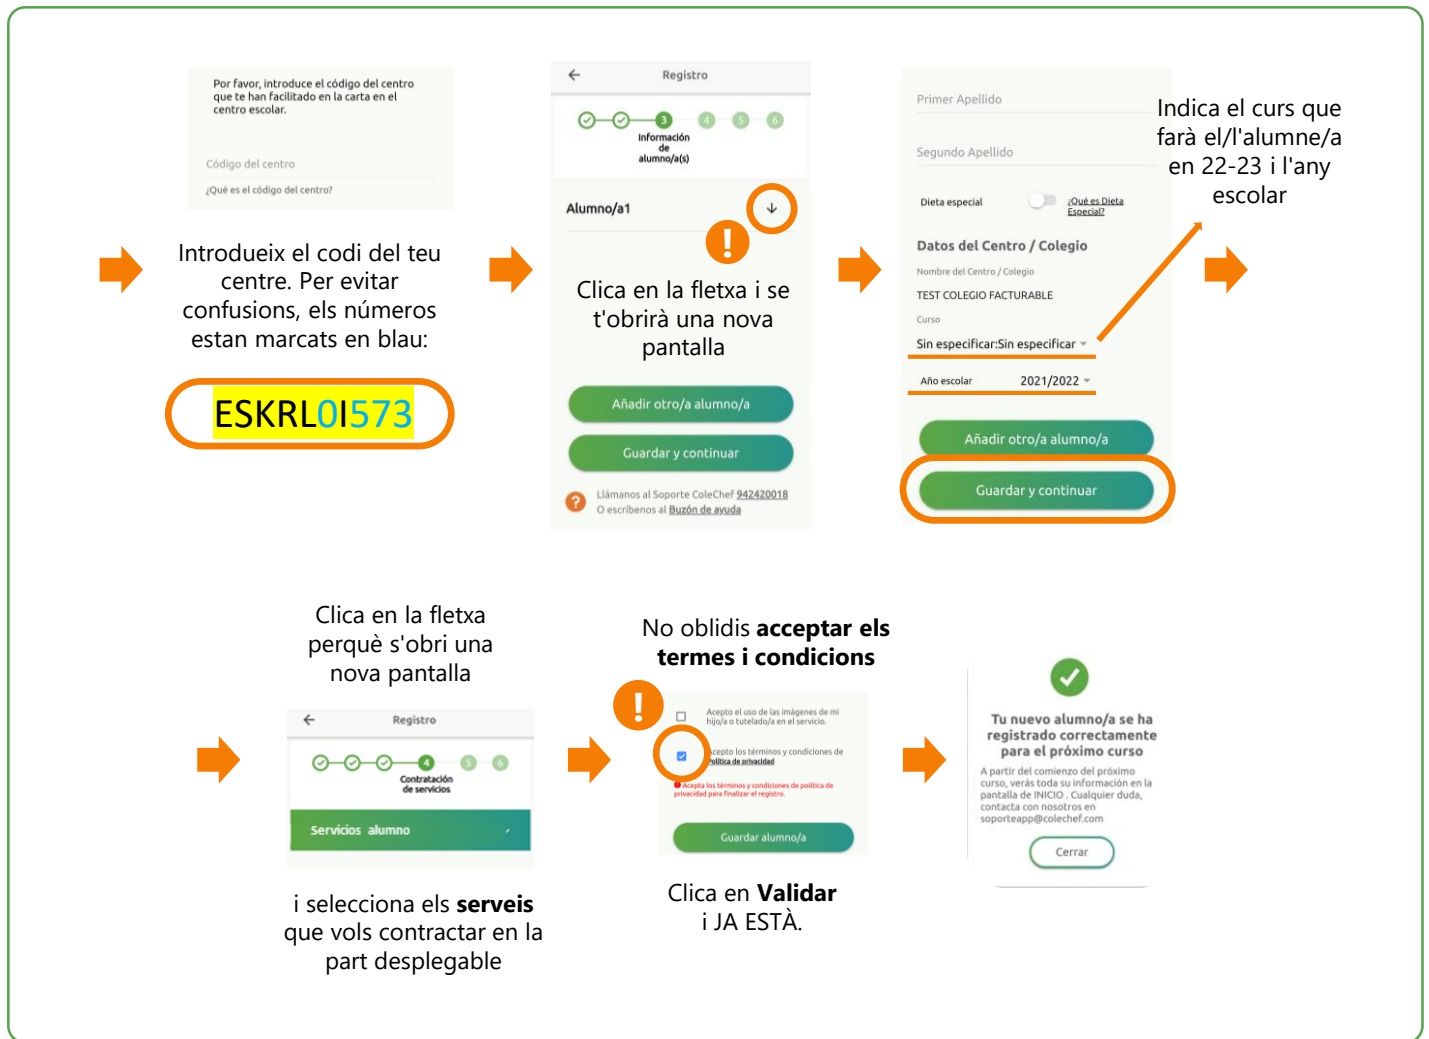 Por favor, introduce el código del centro
que te han facilitado en la carta en el
centro escolar.
Código del centro
¿Qué es el código del centro?
Introdueix el codi del teu
centre. Per evitar
confusions, els números
estan marcats en blau:
ESKRL0I573
Registro
3
4
5
6
Información
de
alumno/a(s)
Alumno/a1
!
Clica en la fletxa i se
t'obrirà una nova
pantalla
Añadir otro/a alumno/a
Guardar y continuar
?
Llámanos al Soporte ColeChef 942420018
O escríbenos al Buzón de ayuda
Primer Apellido
Segundo Apellido
Dieta especial
¿Qué es Dieta
Especial?
Datos del Centro / Colegio
Nombre del Centro / Colegio
TEST COLEGIO FACTURABLE
Curso
Sin especificar:Sin especificar
Año escolar 2021/2022
Añadir otro/a alumno/a
Guardar y continuar
Indica el curs que
farà el/l'alumne/a
en 22-23 i l'any
escolar
Clica en la fletxa
perquè s'obri una
nova pantalla
Registro
4
5
6
Contratación
de servicios
Servicios alumno
i selecciona els serveis
que vols contractar en la
part desplegable
No oblidis acceptar els
termes i condicions
!
Acepto el uso de las imágenes de mi
hijo/a o tutelado/a en el servicio.
Acepto los términos y condiciones de
Política de privacidad
Acepta los términos y condiciones de política de
privacidad para finalizar el registro.
Guardar alumno/a
Clica en Validar
i JA ESTÀ.
Tu nuevo alumno/a se ha
registrado correctamente
para el próximo curso
A partir del comienzo del próximo
curso, verás toda su información en la
pantalla de INICIO . Cualquier duda,
contacta con nosotros en
soporteapp@colechef.com
Cerrar